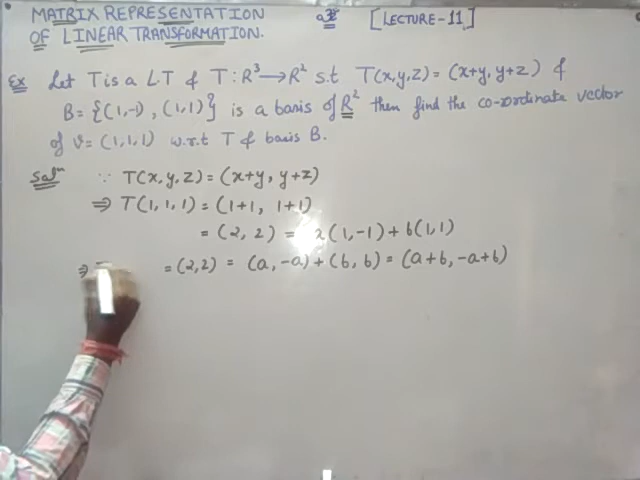 MATRIX REPRESENTATION [LECTURE-11]
OF LINEAR TRANSFORMATION.
Ex Let T is a L.T & T: R³→R² s.t T(x,y,z)=(x+y, y+z) &
B={(1,-1), (1,1)} is a basis of R² then find the co-ordinate vector
of v=(1,1,1) w.r.t T & basis B.
Solⁿ ∵ T(x,y,z)=(x+y, y+z)
⇒ T(1,1,1)=(1+1, 1+1)
=(2,2) = (1,-1)+b(1,1)
⇒ =(2,2) = (a,-a)+(b,b)=(a+b,-a+b)